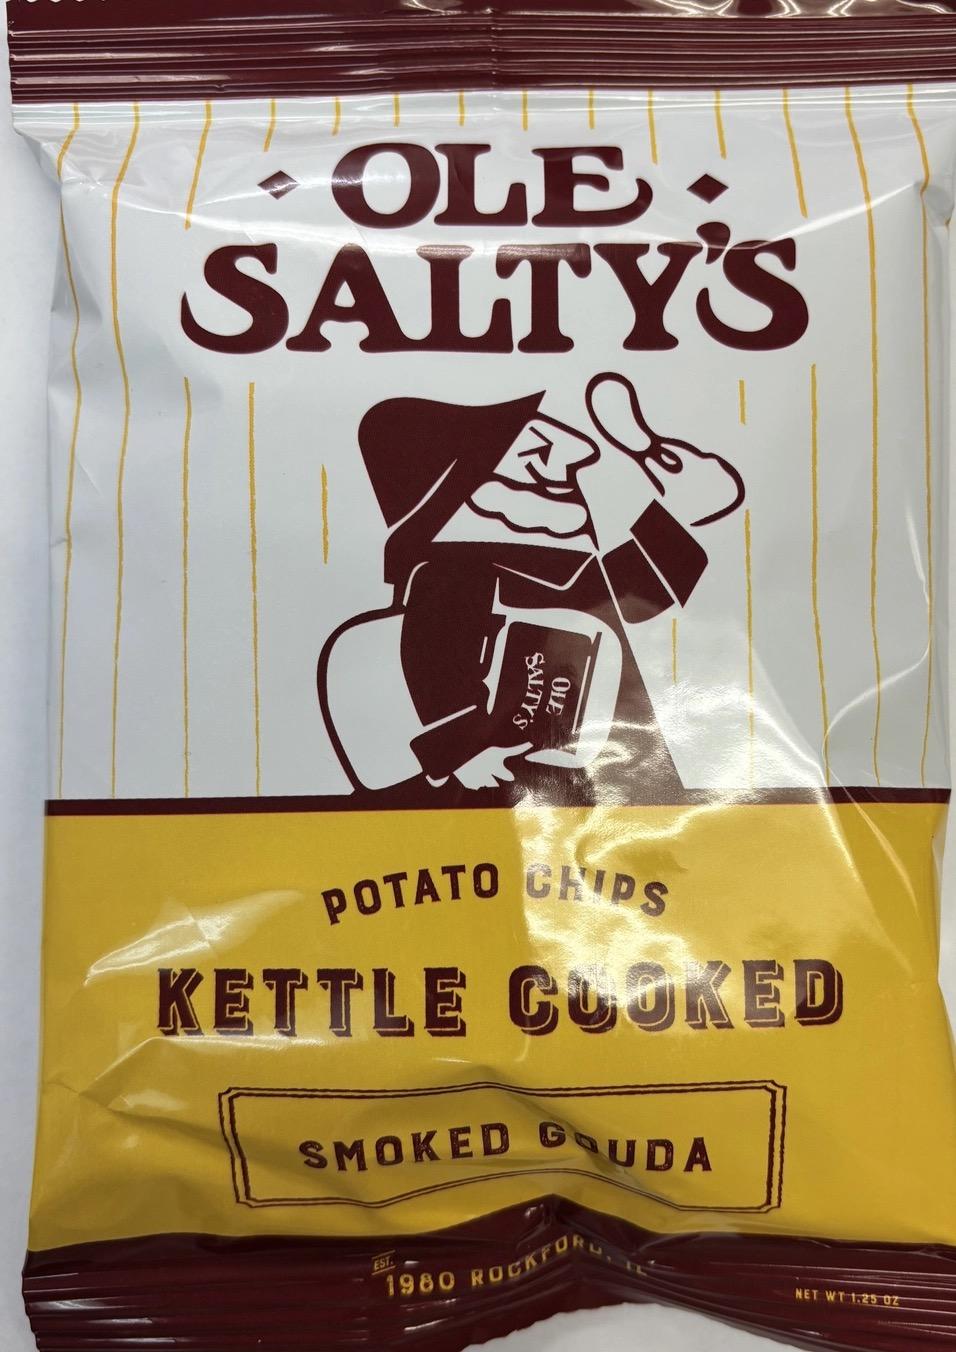 OLE
SALTY'S
OLE
SALTY'S
POTATO CHIPS
KETTLE COOKED
SMOKED GOUDA
EST.
1980 ROCKFORD, IL
NET WT 1.25 OZ